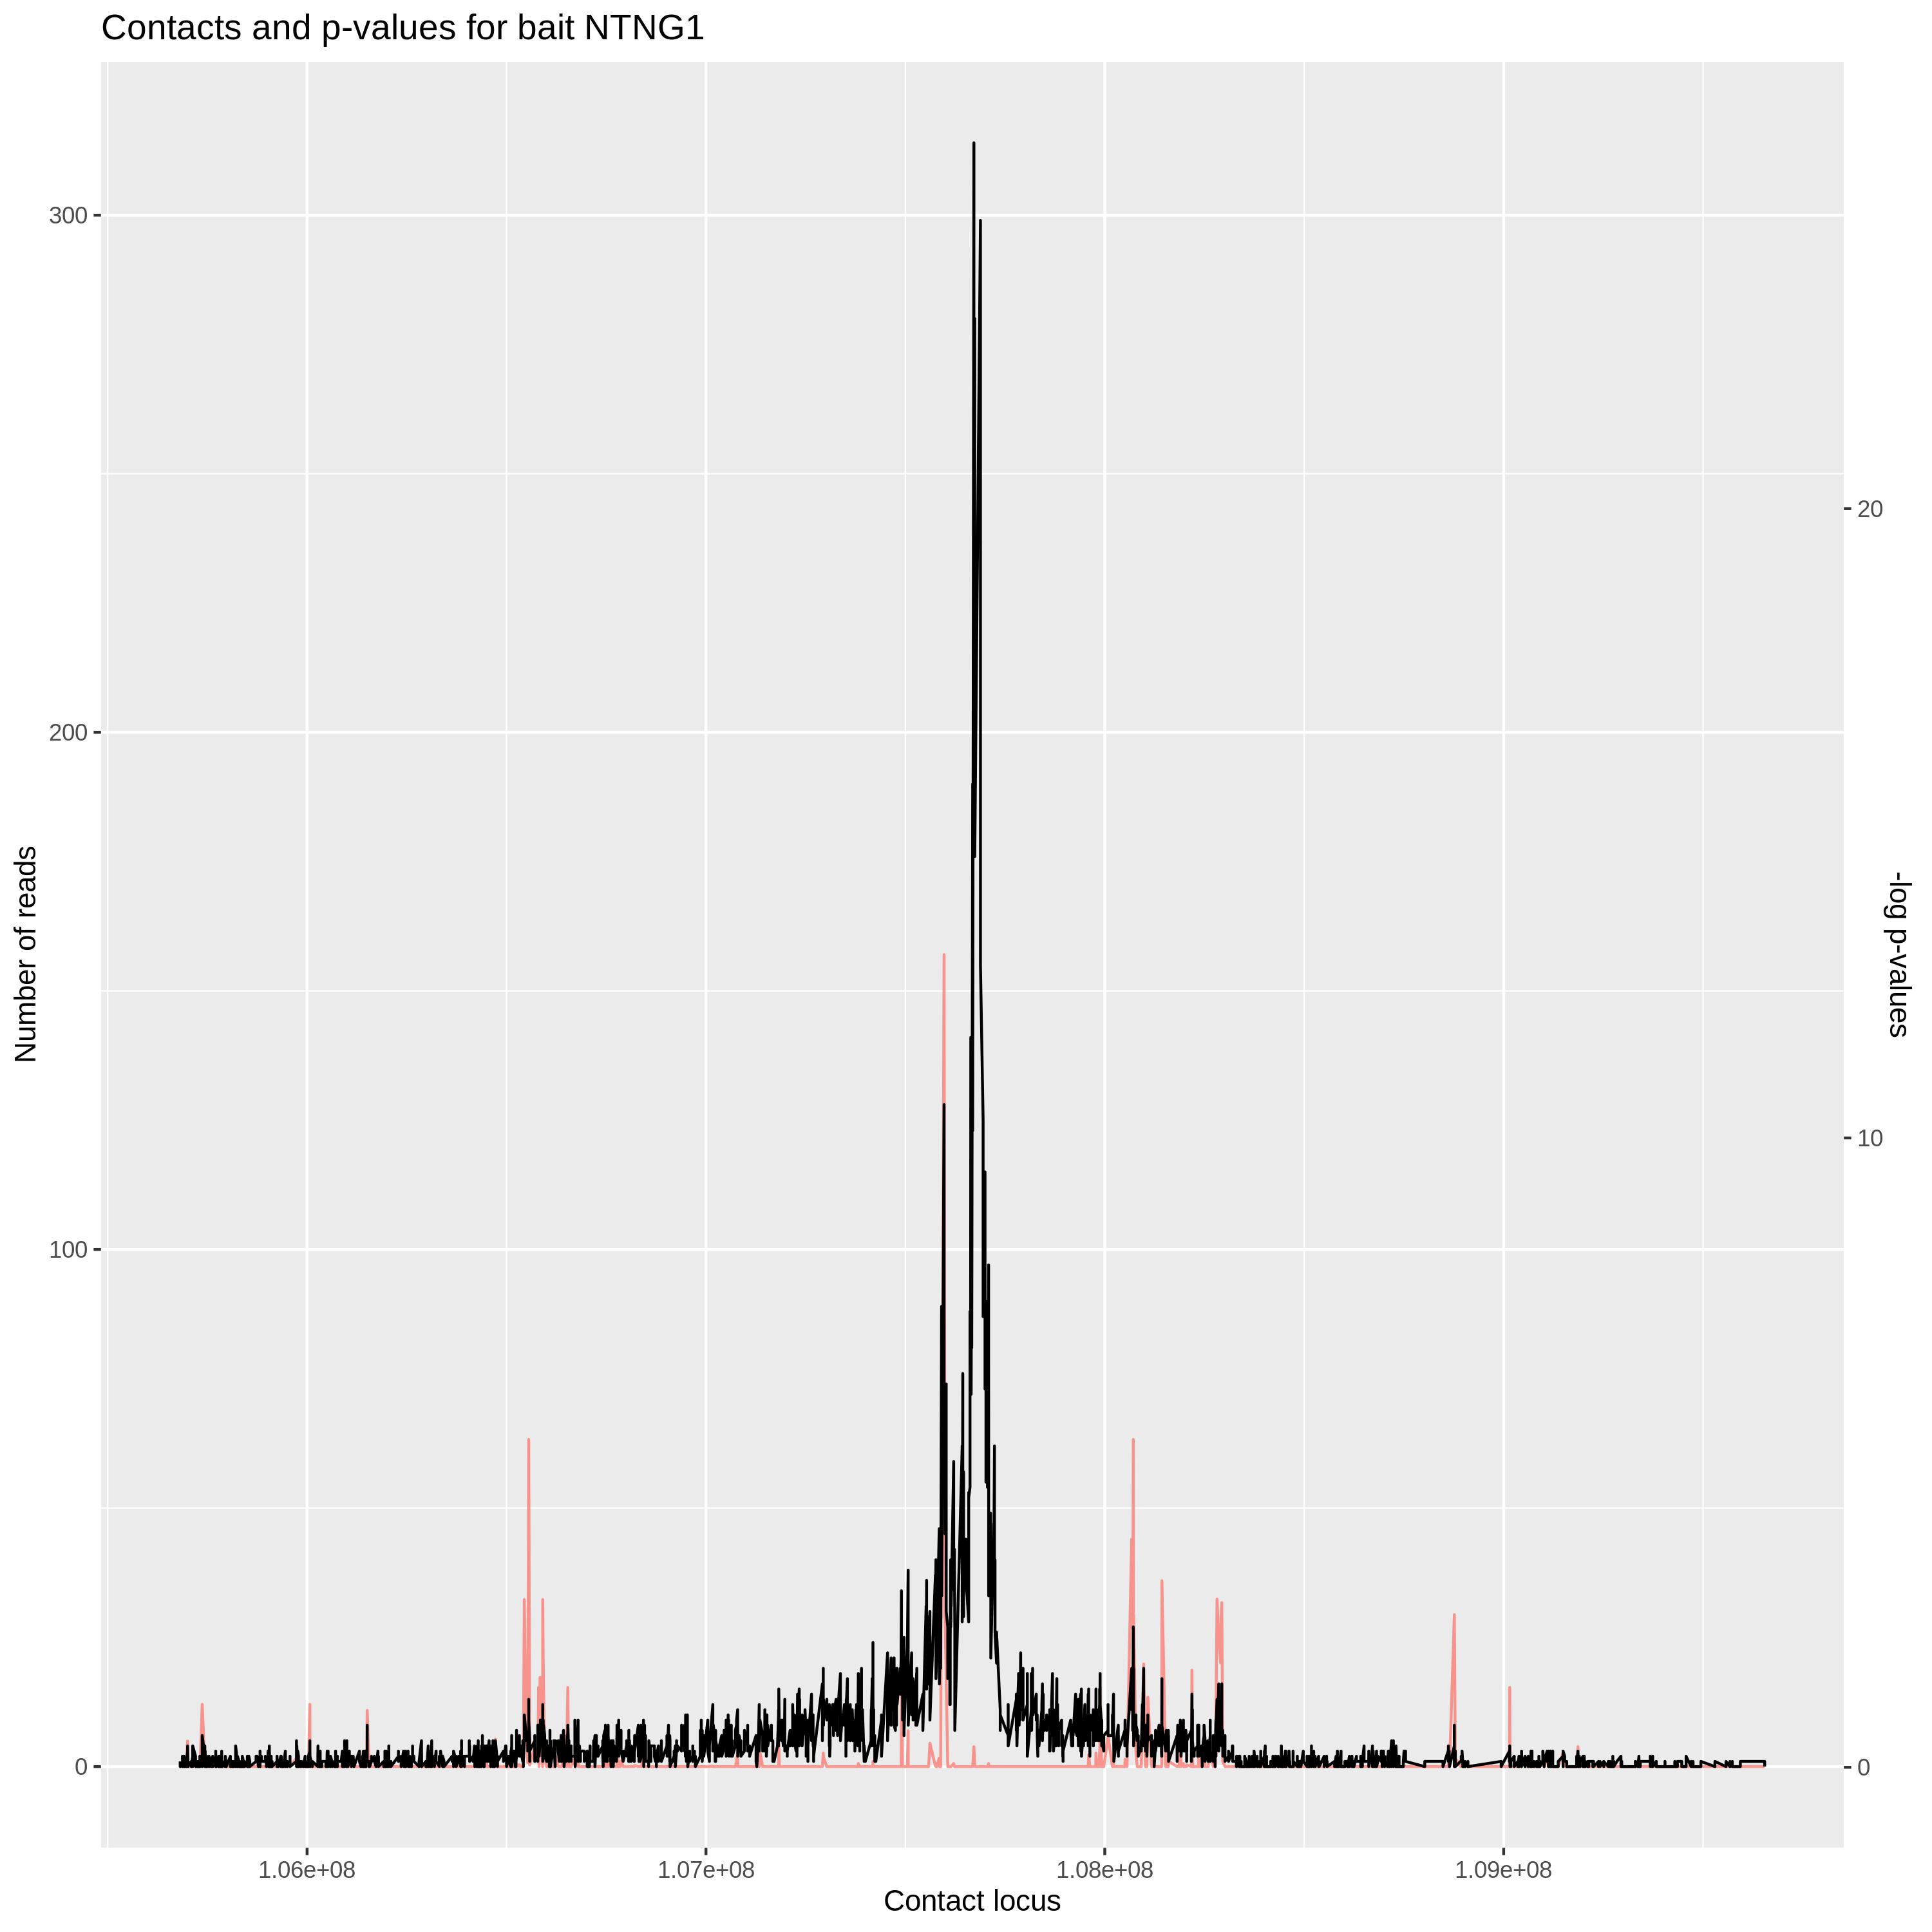 Contacts and p-values for bait NTNG1
300
200
100
0
Number of reads
20
10
0
-log p-values
1.06e+08
1.07e+08
1.08e+08
1.09e+08
Contact locus